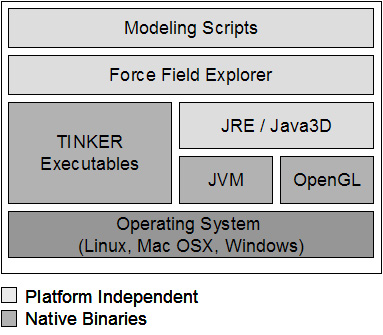 Modeling Scripts
Force Field Explorer
TINKER
Executables
JRE / Java3D
JVM
OpenGL
Operating System
(Linux, Mac OSX, Windows)
Platform Independent
Native Binaries